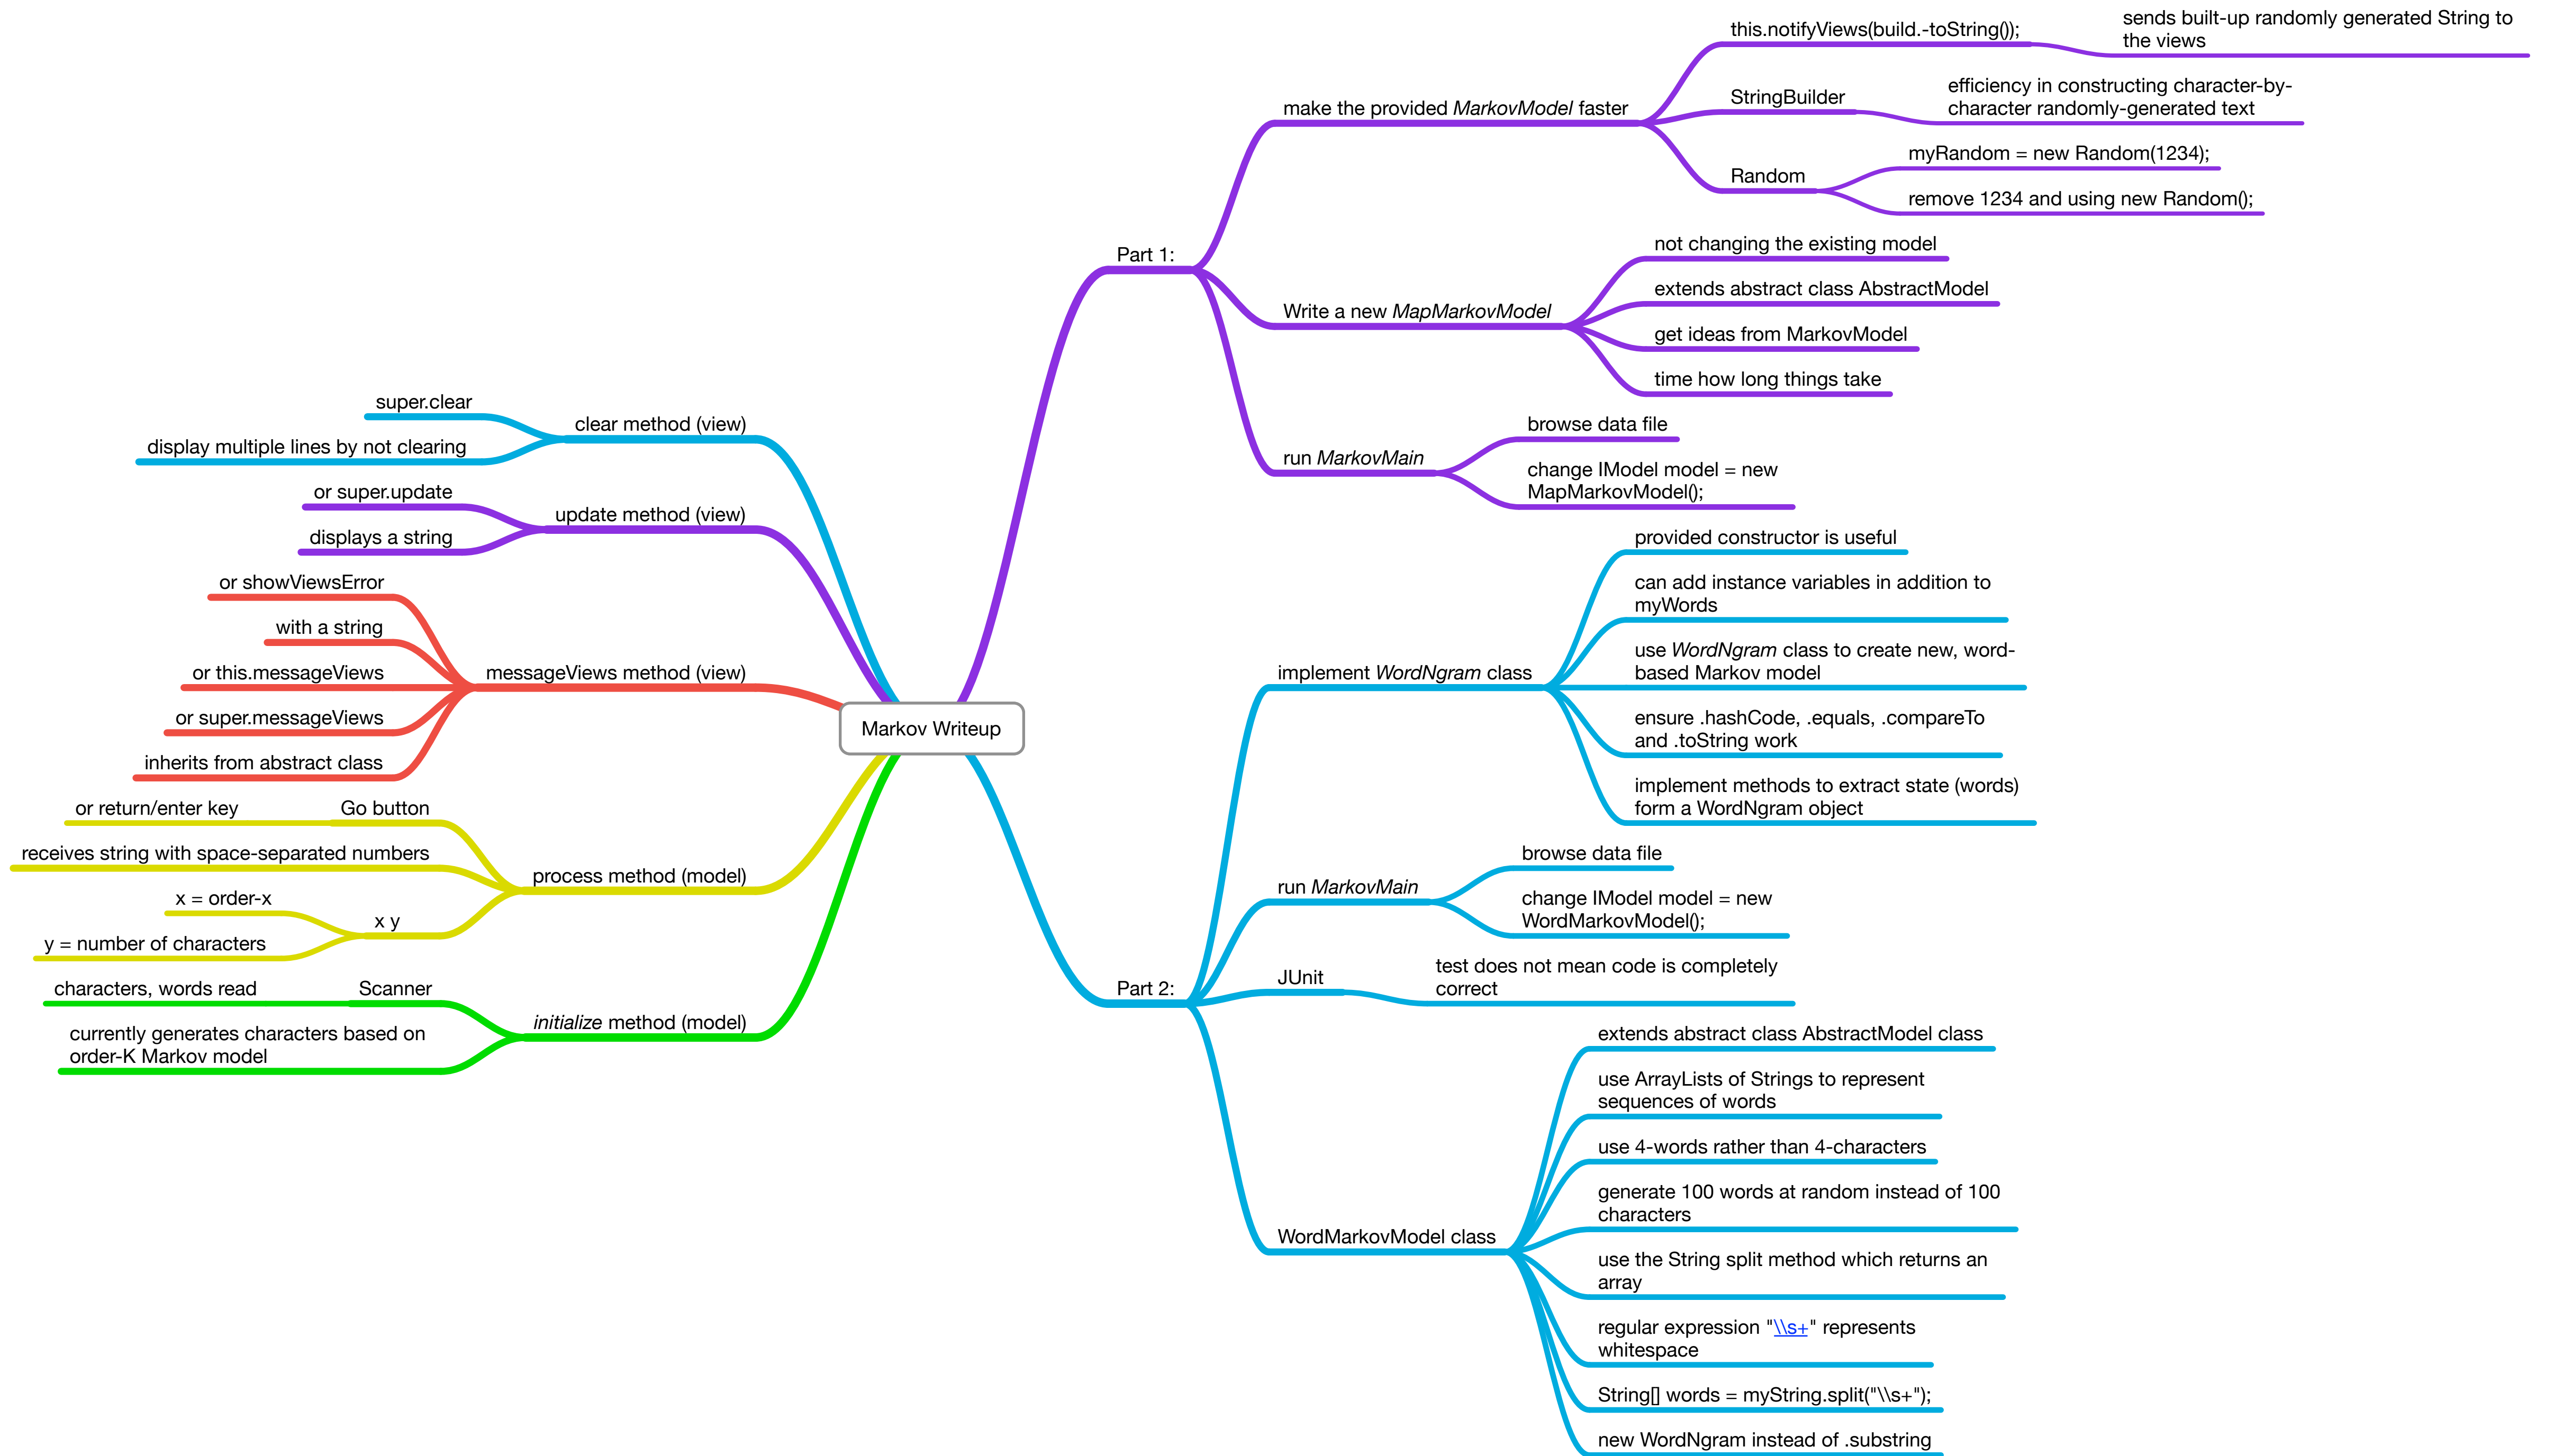 Markov Writeup
Part 1:
make the provided MarkovModel faster
this.notifyViews(build.-toString());
sends built-up randomly generated String to
the views
StringBuilder
efficiency in constructing character-by-
character randomly-generated text
Random
myRandom = new Random(1234);
remove 1234 and using new Random();
Write a new MapMarkovModel
not changing the existing model
extends abstract class AbstractModel
get ideas from MarkovModel
time how long things take
run MarkovMain
browse data file
change IModel model = new
MapMarkovModel();
Part 2:
implement WordNgram class
provided constructor is useful
can add instance variables in addition to
myWords
use WordNgram class to create new, word-
based Markov model
ensure .hashCode, .equals, .compareTo
and .toString work
implement methods to extract state (words)
form a WordNgram object
run MarkovMain
browse data file
change IModel model = new
WordMarkovModel();
JUnit
test does not mean code is completely
correct
WordMarkovModel class
extends abstract class AbstractModel class
use ArrayLists of Strings to represent
sequences of words
use 4-words rather than 4-characters
generate 100 words at random instead of 100
characters
use the String split method which returns an
array
regular expression "\\s+" represents
whitespace
String[] words = myString.split("\\s+");
new WordNgram instead of .substring
clear method (view)
super.clear
display multiple lines by not clearing
update method (view)
or super.update
displays a string
messageViews method (view)
or showViewsError
with a string
or this.messageViews
or super.messageViews
inherits from abstract class
process method (model)
Go button
or return/enter key
receives string with space-separated numbers
x y
x = order-x
y = number of characters
initialize method (model)
Scanner
characters, words read
currently generates characters based on
order-K Markov model